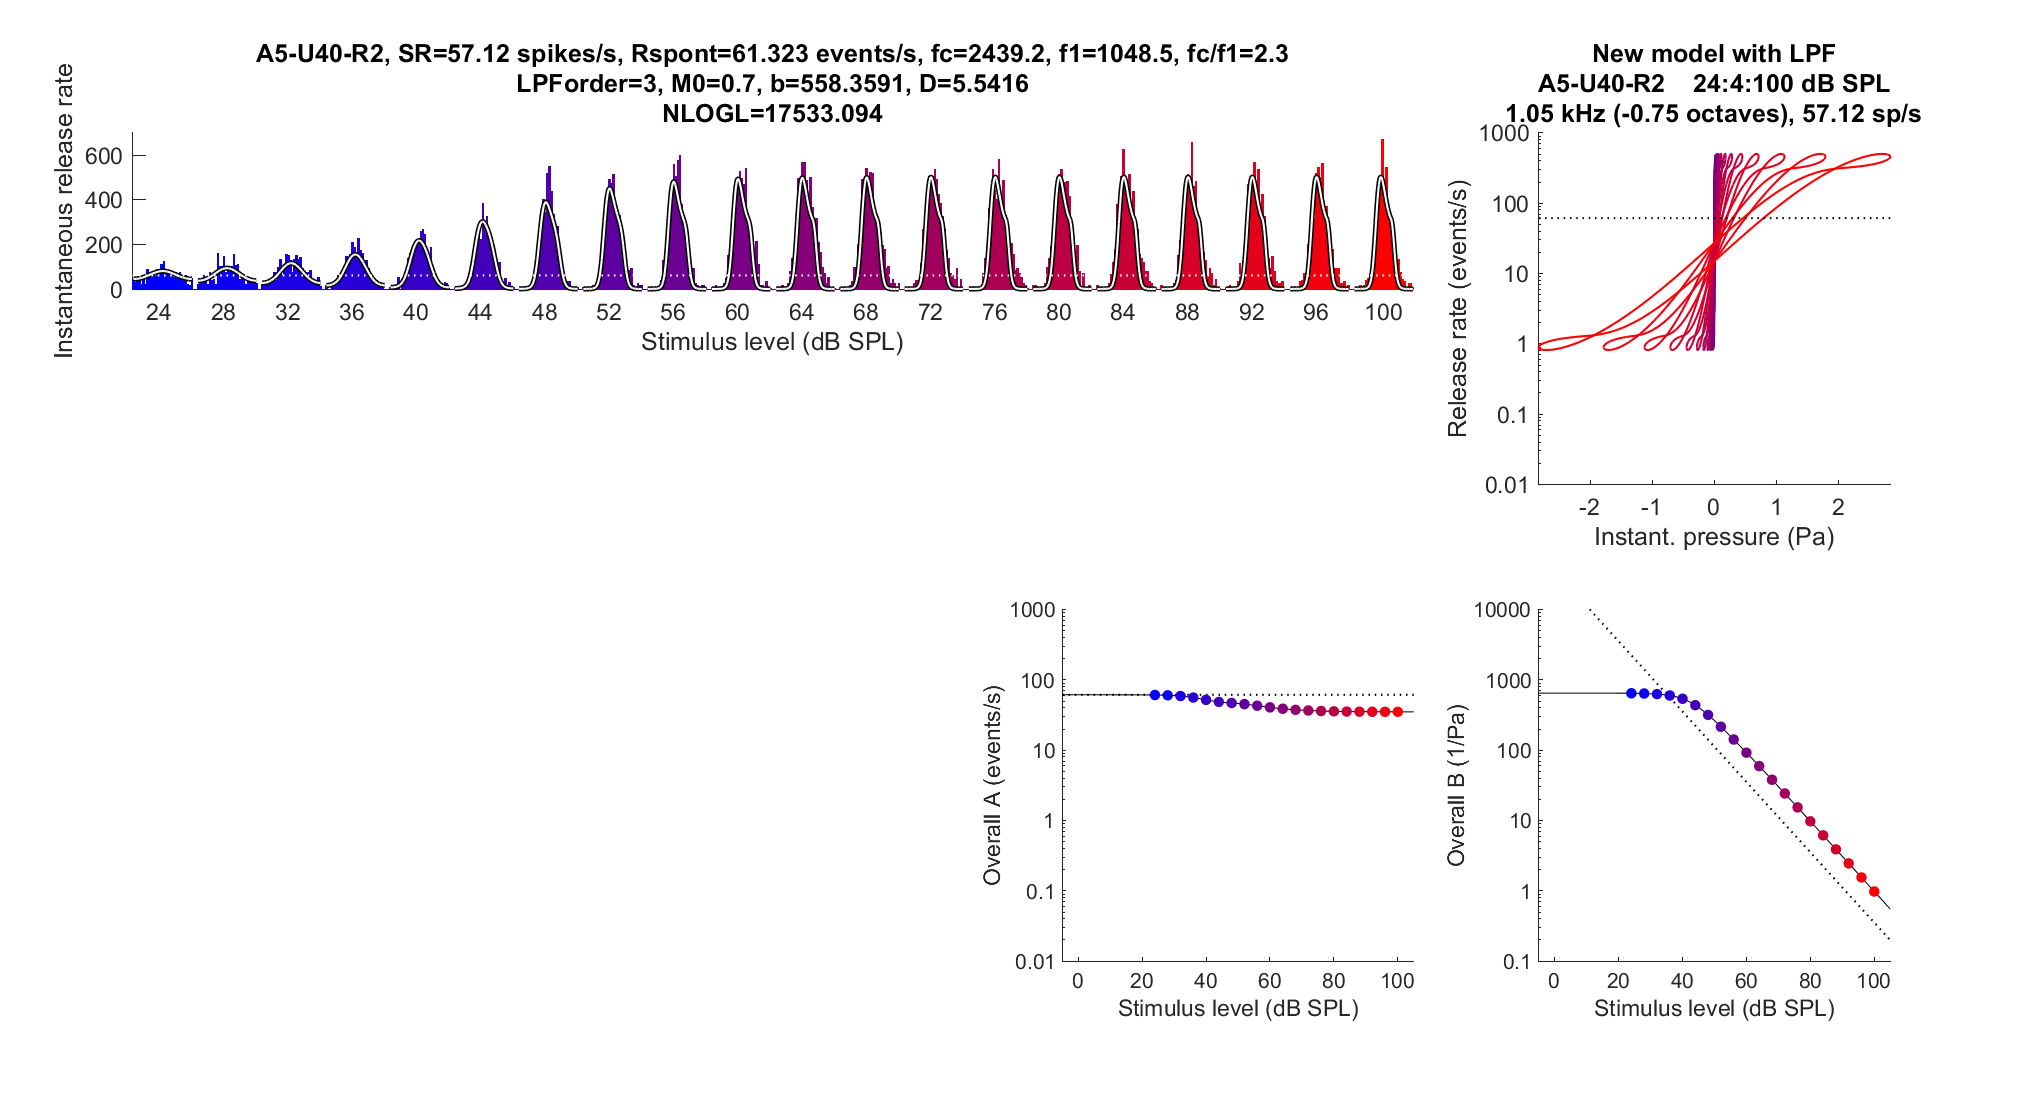 A5-U40-R2, SR=57.12 spikes/s, Rspont=61.323 events/s, fc=2439.2, f1=1048.5, fc/f1=2.3
LPForder=3, M0=0.7, b=558.3591, D=5.5416
NLOGL=17533.094
Instantaneous release rate
600
400
200
0
24 28 32 36 40 44 48 52 56 60 64 68 72 76 80 84 88 92 96 100
Stimulus level (dB SPL)
New model with LPF
A5-U40-R2 24:4:100 dB SPL
1.05 kHz (-0.75 octaves), 57.12 sp/s
Release rate (events/s)
1000
100
10
1
0.1
0.01
-2 -1 0 1 2
Instant. pressure (Pa)
Overall A (events/s)
1000
100
10
1
0.1
0.01
0 20 40 60 80 100
Stimulus level (dB SPL)
Overall B (1/Pa)
10000
1000
100
10
1
0.1
0 20 40 60 80 100
Stimulus level (dB SPL)